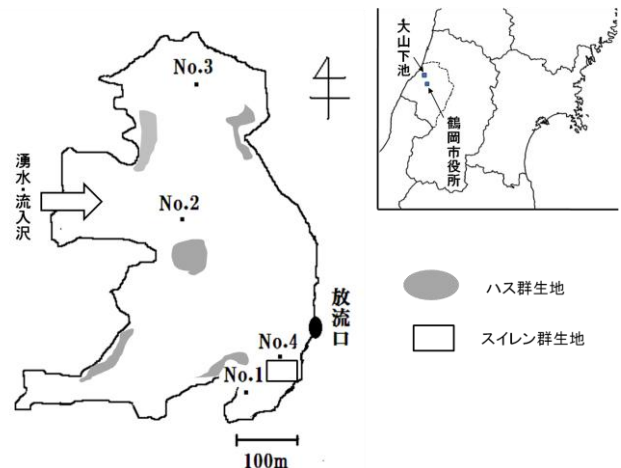 No.3
湧水・流入沢
No.2
放流口
No.4
No.1
100m
大山下池
鶴岡市役所
ハス群生地
スイレン群生地